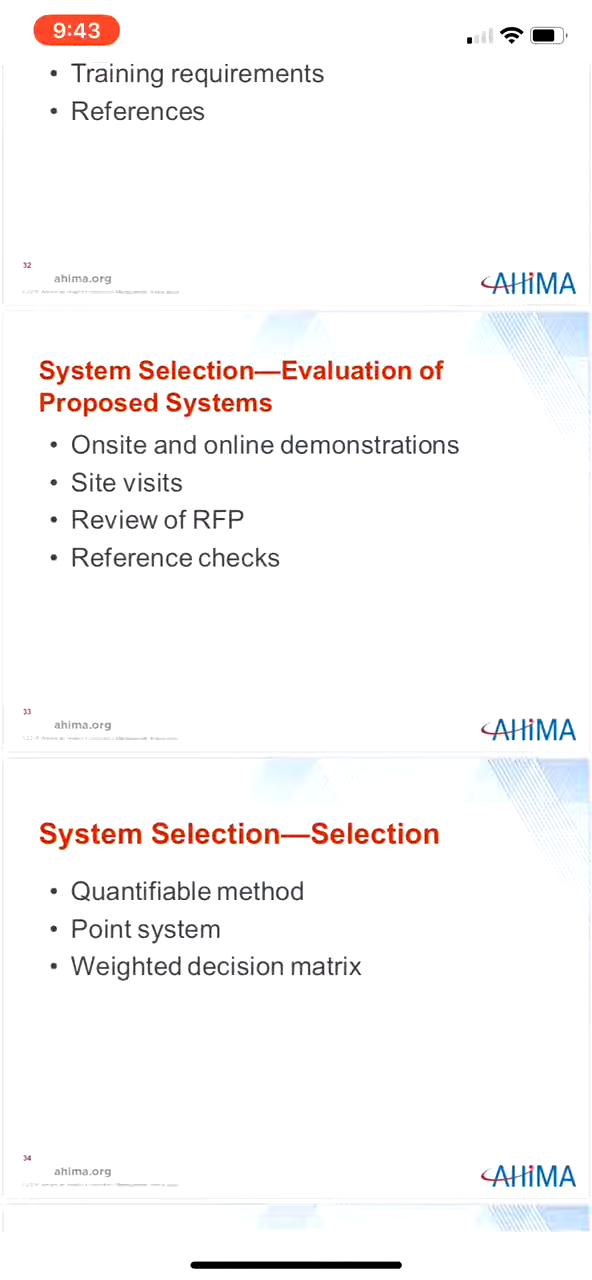 9:43
• Training requirements
• References
32
ahima.org
AHIMA
System Selection—Evaluation of
Proposed Systems
• Onsite and online demonstrations
• Site visits
• Review of RFP
• Reference checks
33
ahima.org
AHIMA
System Selection—Selection
• Quantifiable method
• Point system
• Weighted decision matrix
34
ahima.org
AHIMA